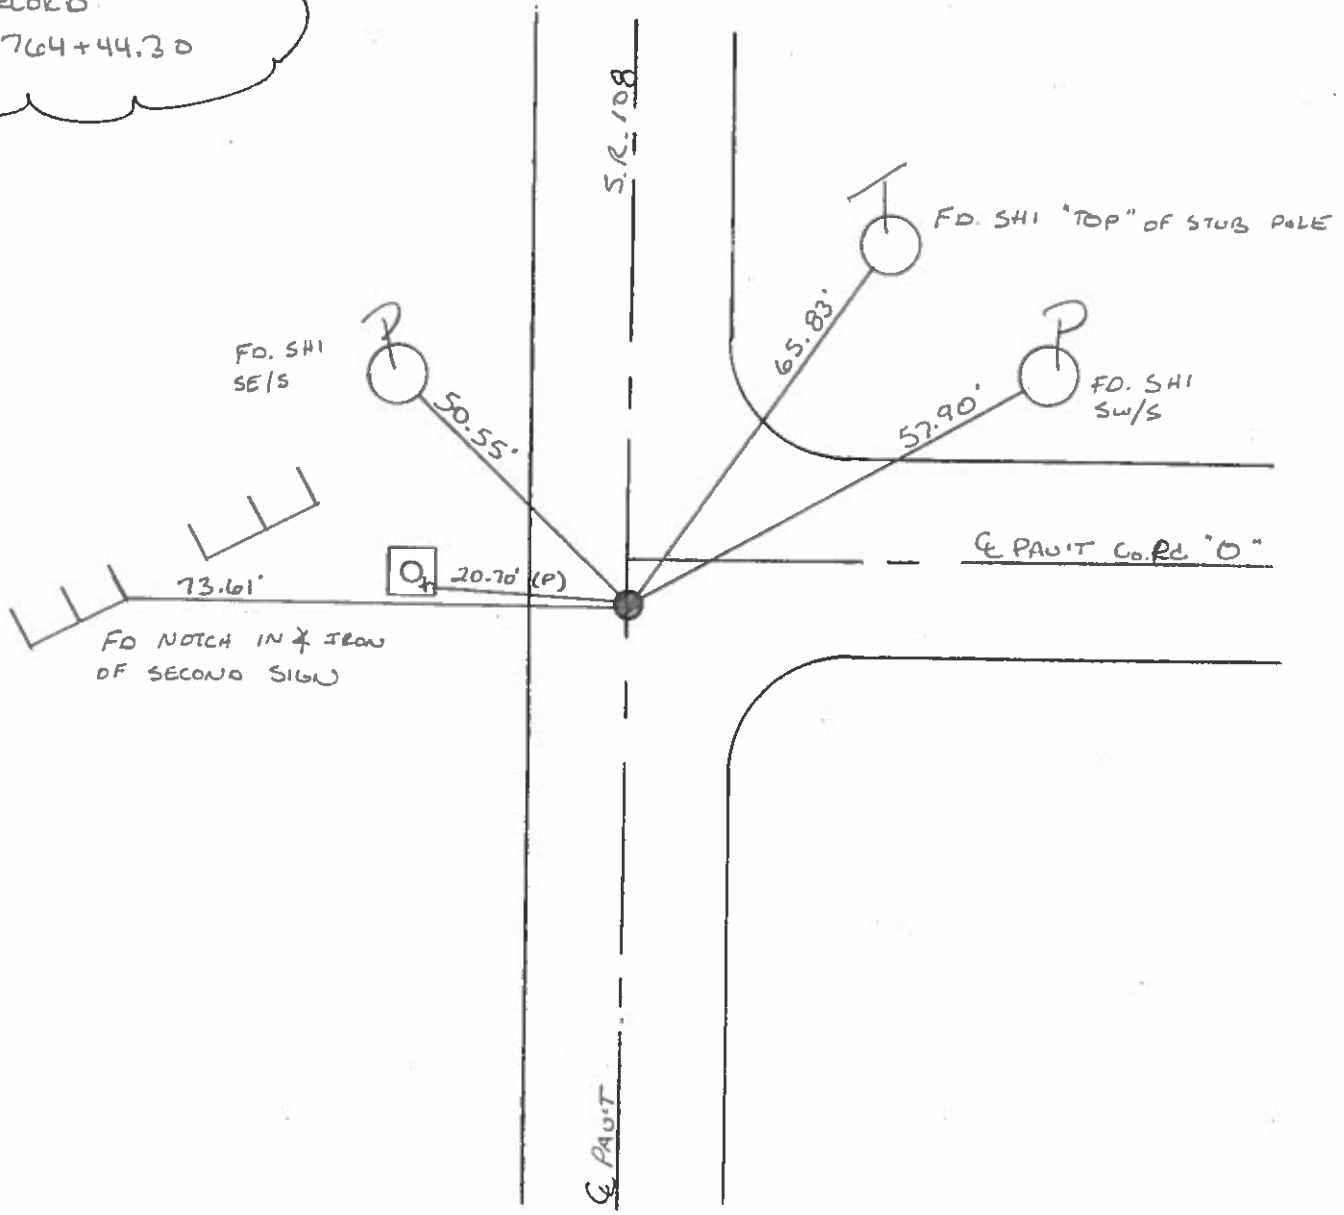 764+44.30
S.R. 108
FD. SHI "TOP" OF STUB POLE
65.83'
FD. SHI
SE/S
50.55'
FD. SHI
SW/S
57.90'
℄ PAV'T Co. Rd "O"
73.61'
20.70' (P)
FD NOTCH IN ∡ IRON
OF SECOND SIGN
℄ PAV'T